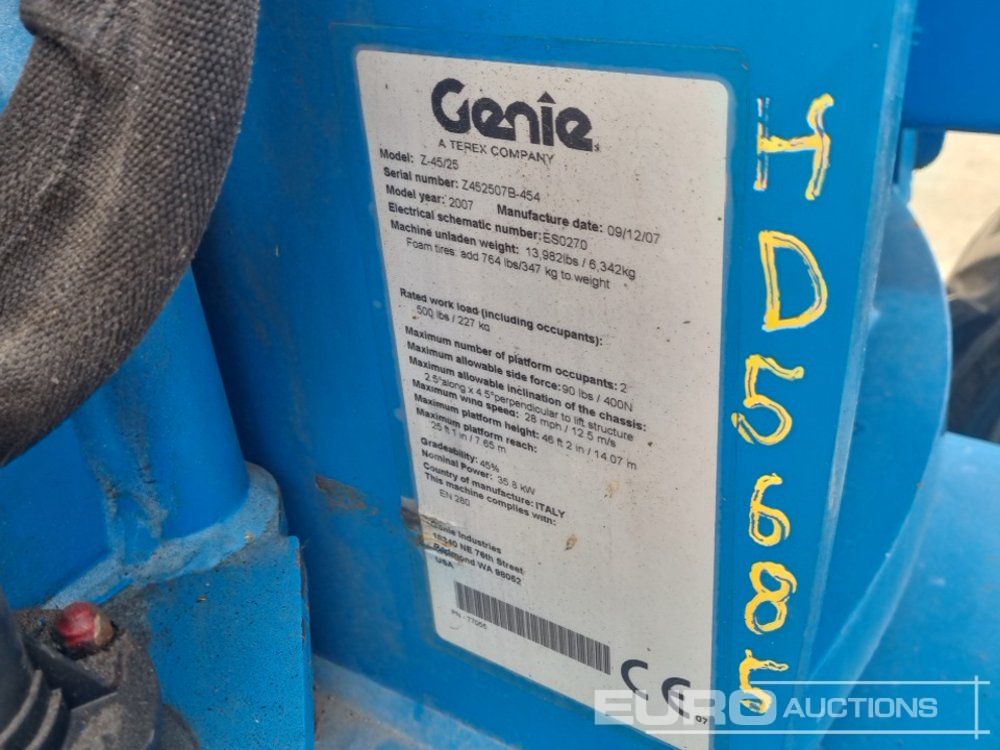 Genie
A TEREX COMPANY
Model: Z-45/25
Serial number: Z452507B-454
Model year: 2007 Manufacture date: 09/12/07
Electrical schematic number: ES0270
Machine unladen weight: 13,982lbs / 6,342kg
Foam tires, add 764 lbs/347 kg to weight
Rated work load (including occupants):
500 lbs / 227 kg
Maximum number of platform occupants: 2
Maximum allowable side force: 90 lbs / 400N
Maximum allowable inclination of the chassis:
2.5°along x 4.5°perpendicular to lift structure
Maximum wind speed: 28 mph / 12.5 m/s
Maximum platform height: 46 ft 2 in / 14.07 m
Maximum platform reach:
25 ft 1 in / 7.65 m
Gradeability: 45%
Nominal Power: 35.8 kW
Country of manufacture: ITALY
This machine complies with:
EN 280
Genie Industries
18340 NE 76th Street
Redmond WA 98052
USA
PN - 77055
CE
07
HD5685
EURO AUCTIONS